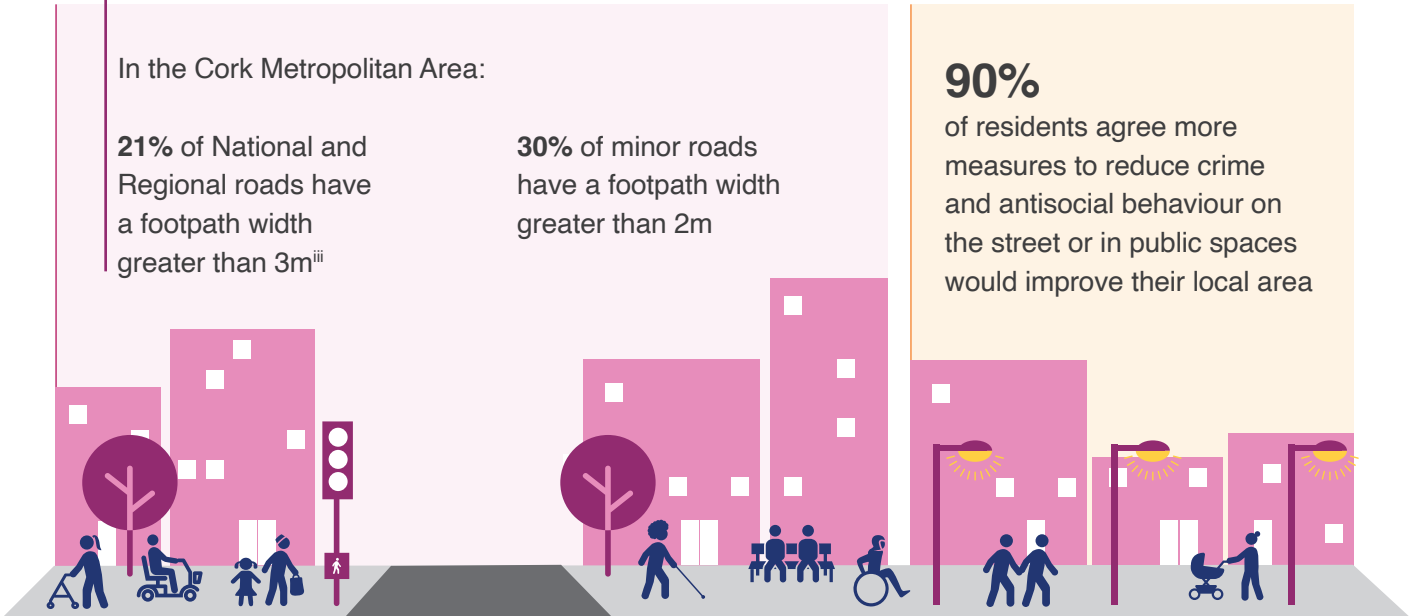 In the Cork Metropolitan Area:
21% of National and
Regional roads have
a footpath width
greater than 3mⁱⁱⁱ
30% of minor roads
have a footpath width
greater than 2m
90%
of residents agree more
measures to reduce crime
and antisocial behaviour on
the street or in public spaces
would improve their local area